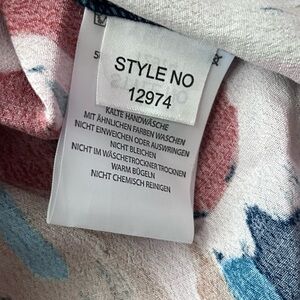 STYLE NO
12974
KALTE HANDWÄSCHE
MIT ÄHNLICHEN FARBEN WASCHEN
NICHT EINWEICHEN ODER AUSWRINGEN
NICHT BLEICHEN
NICHT IM WÄSCHETROCKNER TROCKNEN
WARM BÜGELN
NICHT CHEMISCH REINIGEN